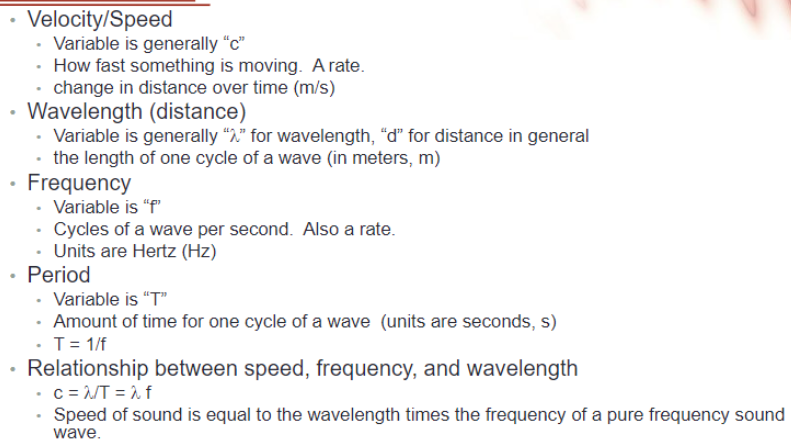 • Velocity/Speed
• Variable is generally “c”
• How fast something is moving. A rate.
• change in distance over time (m/s)
• Wavelength (distance)
• Variable is generally “λ” for wavelength, “d” for distance in general
• the length of one cycle of a wave (in meters, m)
• Frequency
• Variable is “f”
• Cycles of a wave per second. Also a rate.
• Units are Hertz (Hz)
• Period
• Variable is “T”
• Amount of time for one cycle of a wave (units are seconds, s)
• T = 1/f
• Relationship between speed, frequency, and wavelength
• c = λ/T = λ f
• Speed of sound is equal to the wavelength times the frequency of a pure frequency sound
wave.